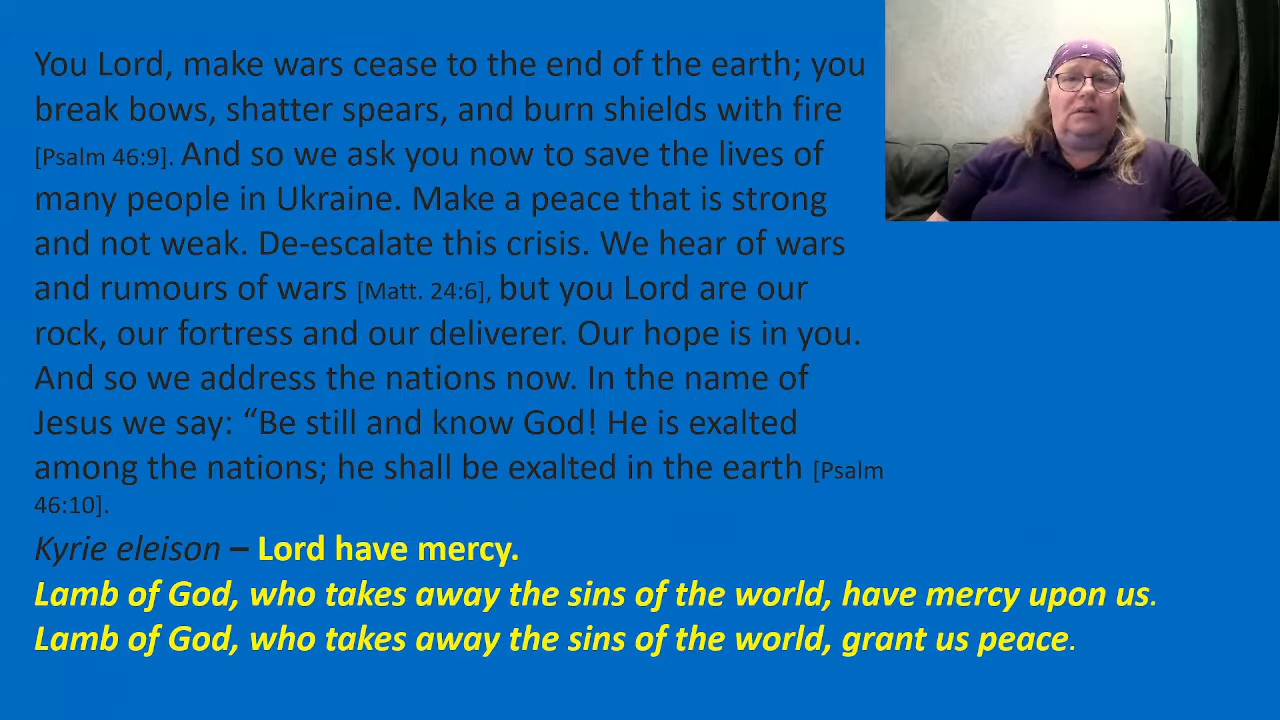 You Lord, make wars cease to the end of the earth; you
break bows, shatter spears, and burn shields with fire
[Psalm 46:9]. And so we ask you now to save the lives of
many people in Ukraine. Make a peace that is strong
and not weak. De-escalate this crisis. We hear of wars
and rumours of wars [Matt. 24:6], but you Lord are our
rock, our fortress and our deliverer. Our hope is in you.
And so we address the nations now. In the name of
Jesus we say: “Be still and know God! He is exalted
among the nations; he shall be exalted in the earth [Psalm
46:10].
Kyrie eleison – Lord have mercy.
Lamb of God, who takes away the sins of the world, have mercy upon us.
Lamb of God, who takes away the sins of the world, grant us peace.